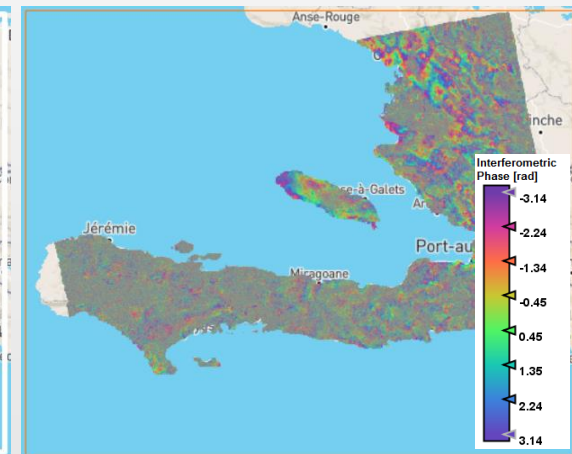 Anse-Rouge
inche
Interferometric
Phase [rad]
-3.14
-2.24
-1.34
-0.45
0.45
1.35
2.24
3.14
se-à-Galets
Ar
Jérémie
Port-au
Miragoane